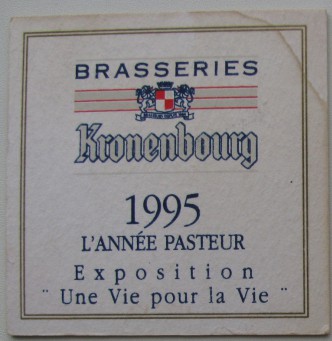 BRASSERIES
Kronenbourg
1995
L'ANNÉE PASTEUR
Exposition
" Une Vie pour la Vie "